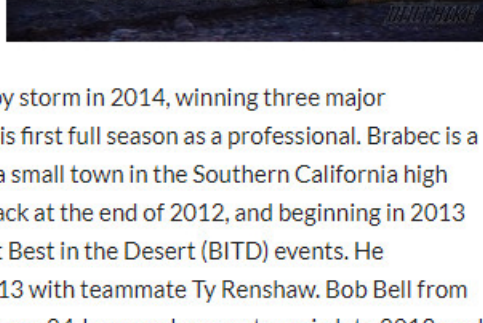 by storm in 2014, winning three major
is first full season as a professional. Brabec is a
a small town in the Southern California high
ack at the end of 2012, and beginning in 2013
Best in the Desert (BITD) events. He
13 with teammate Ty Renshaw. Bob Bell from